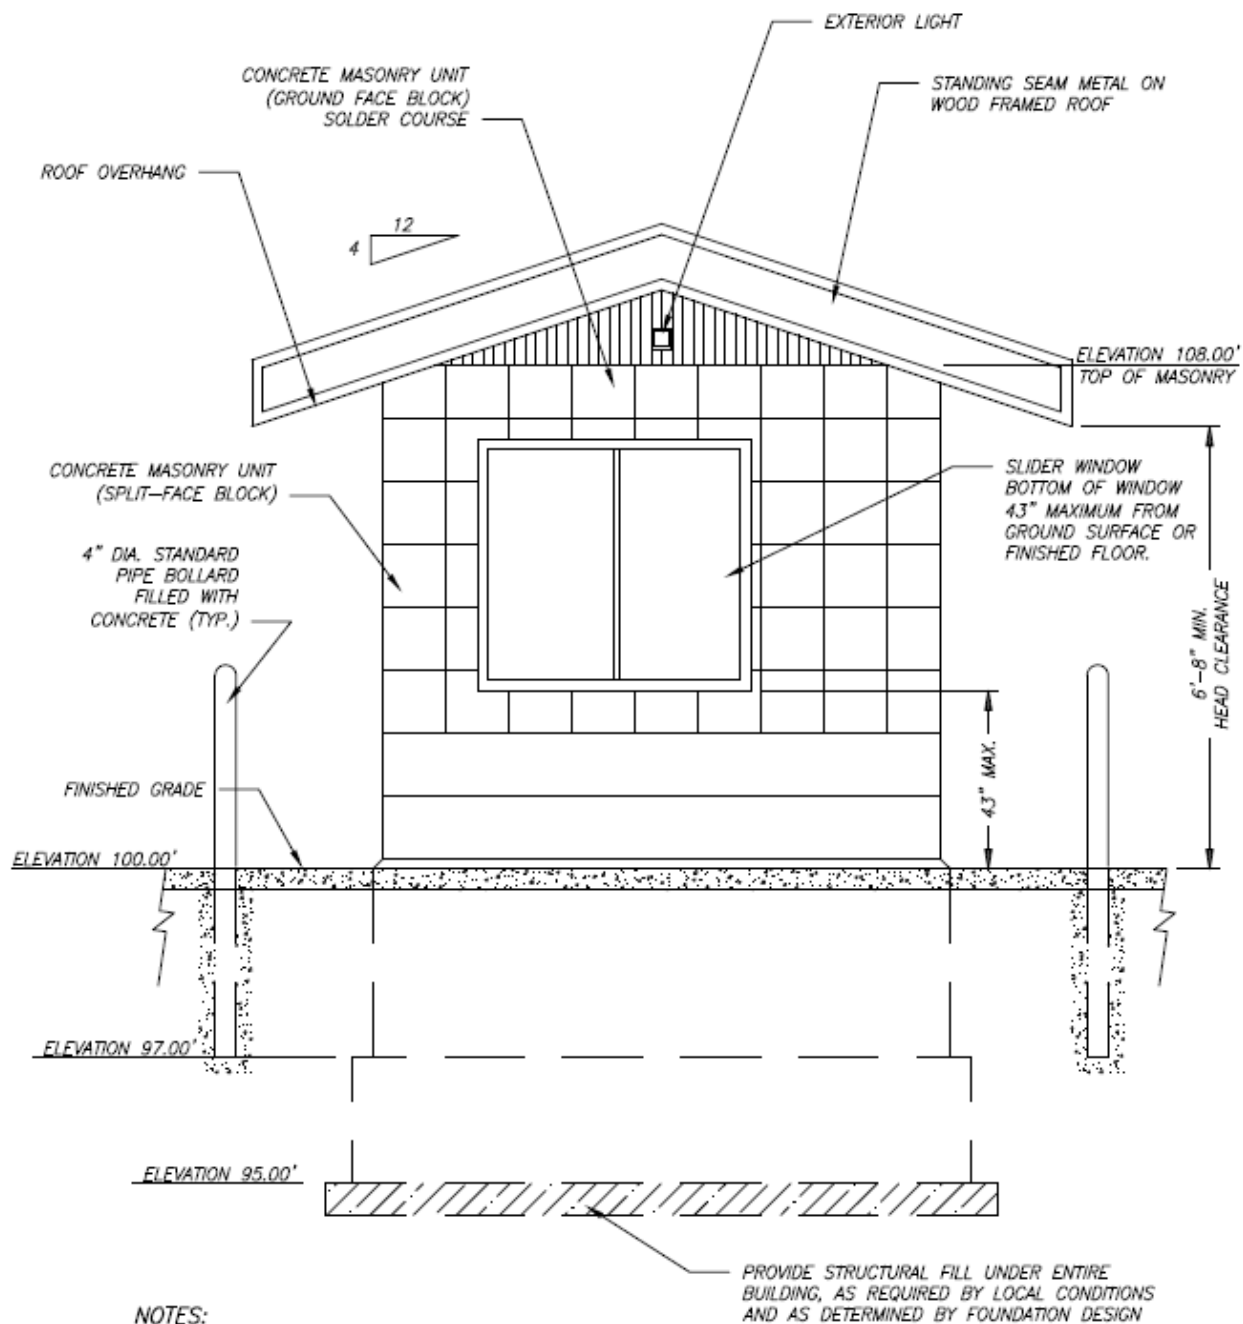 EXTERIOR LIGHT
CONCRETE MASONRY UNIT
(GROUND FACE BLOCK)
SOLDER COURSE
STANDING SEAM METAL ON
WOOD FRAMED ROOF
ROOF OVERHANG
12
4
ELEVATION 108.00'
TOP OF MASONRY
CONCRETE MASONRY UNIT
(SPLIT-FACE BLOCK)
SLIDER WINDOW
BOTTOM OF WINDOW
43" MAXIMUM FROM
GROUND SURFACE OR
FINISHED FLOOR.
4" DIA. STANDARD
PIPE BOLLARD
FILLED WITH
CONCRETE (TYP.)
6'-8" MIN.
HEAD CLEARANCE
43" MAX.
FINISHED GRADE
ELEVATION 100.00'
ELEVATION 97.00'
ELEVATION 95.00'
PROVIDE STRUCTURAL FILL UNDER ENTIRE
BUILDING, AS REQUIRED BY LOCAL CONDITIONS
AND AS DETERMINED BY FOUNDATION DESIGN
NOTES: